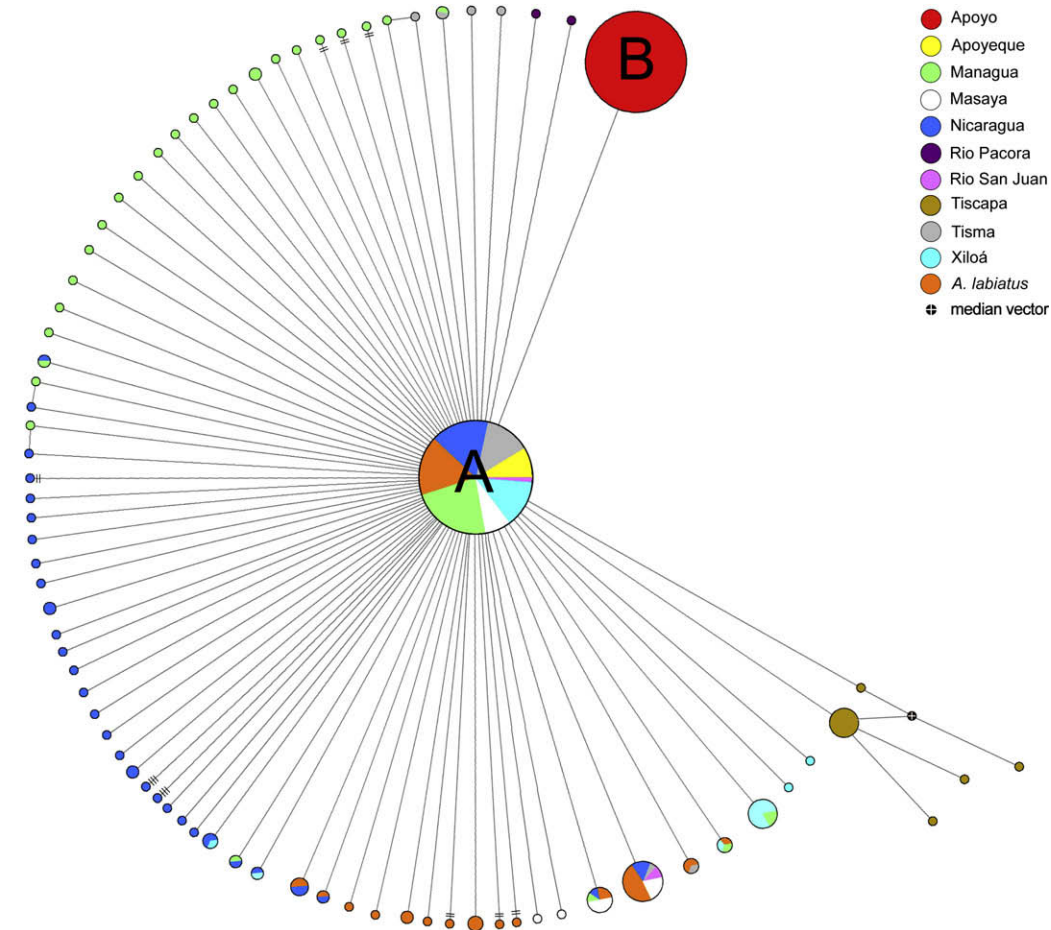 B
A
Apoyo
Apoyeque
Managua
Masaya
Nicaragua
Rio Pacora
Rio San Juan
Tiscapa
Tisma
Xiloá
A. labiatus
median vector